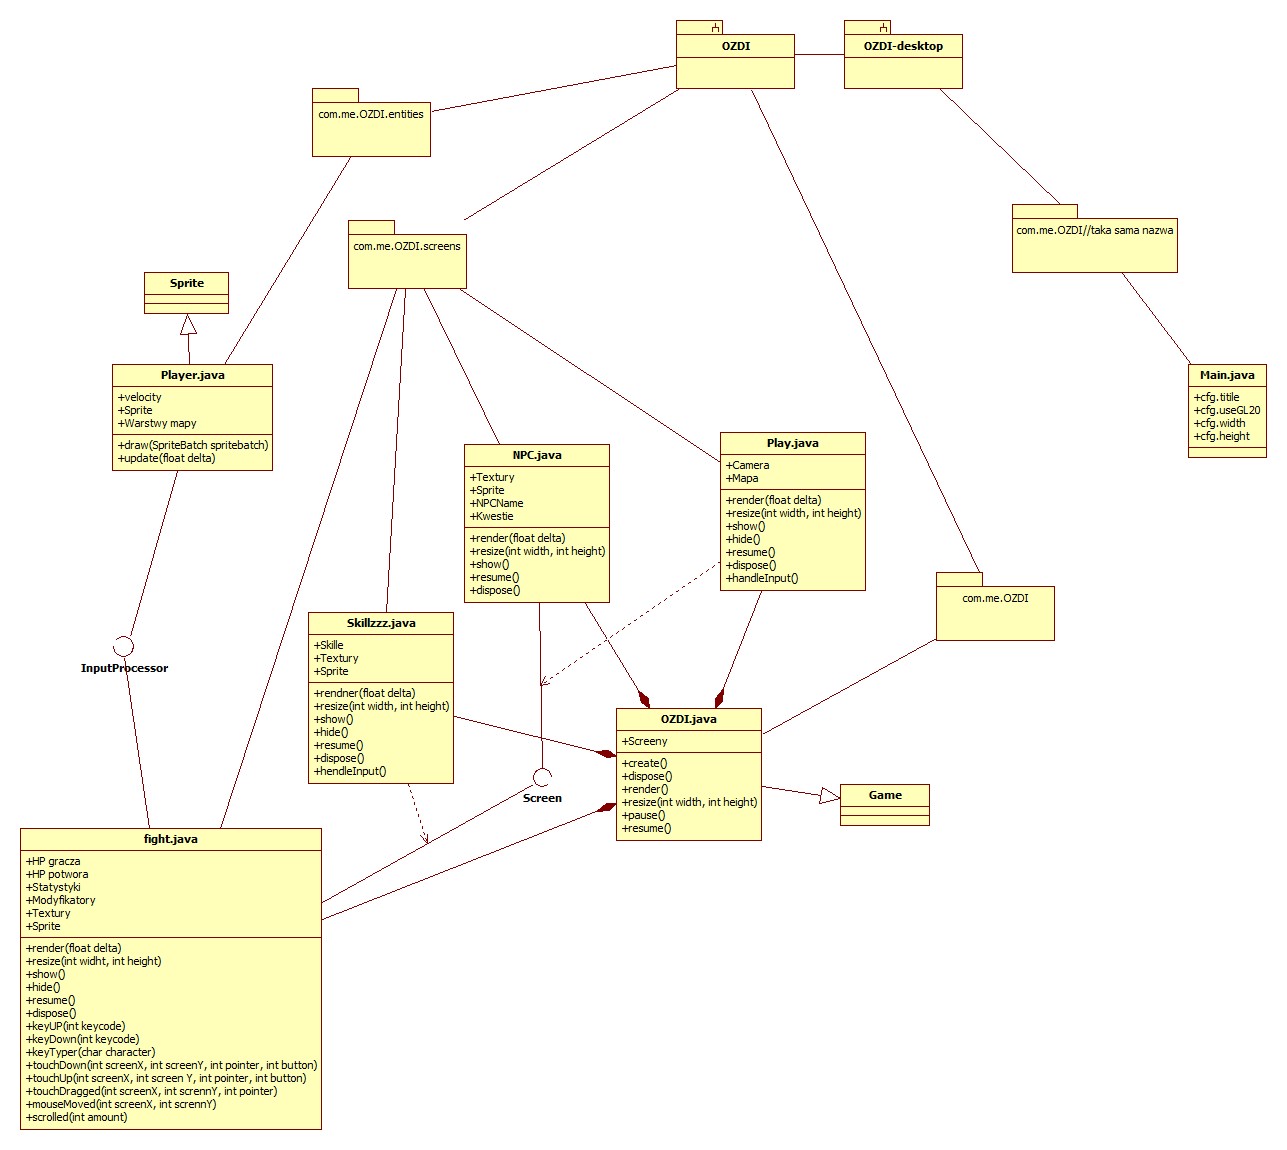 OZDI
OZDI-desktop
com.me.OZDI.entities
com.me.OZDI//taka sama nazwa
com.me.OZDI.screens
Sprite
Player.java
+velocity
+Sprite
+Warstwy mapy
+draw(SpriteBatch spritebatch)
+update(float delta)
Main.java
+cfg.titile
+cfg.useGL20
+cfg.width
+cfg.height
NPC.java
+Textury
+Sprite
+NPCName
+Kwestie
+render(float delta)
+resize(int width, int height)
+show()
+resume()
+dispose()
Play.java
+Camera
+Mapa
+render(float delta)
+resize(int width, int height)
+show()
+hide()
+resume()
+dispose()
+handleInput()
com.me.OZDI
InputProcessor
Skillzzz.java
+Skille
+Textury
+Sprite
+rendner(float delta)
+resize(int width, int height)
+show()
+hide()
+resume()
+dispose()
+hendleInput()
OZDI.java
+Screeny
+create()
+dispose()
+render()
+resize(int width, int height)
+pause()
+resume()
Screen
Game
fight.java
+HP gracza
+HP potwora
+Statystyki
+Modyfikatory
+Textury
+Sprite
+render(float delta)
+resize(int widht, int height)
+show()
+hide()
+resume()
+dispose()
+keyUP(int keycode)
+keyDown(int keycode)
+keyTyper(char character)
+touchDown(int screenX, int screenY, int pointer, int button)
+touchUp(int screenX, int screen Y, int pointer, int button)
+touchDragged(int screenX, int scrennY, int pointer)
+mouseMoved(int screenX, int scrennY)
+scrolled(int amount)